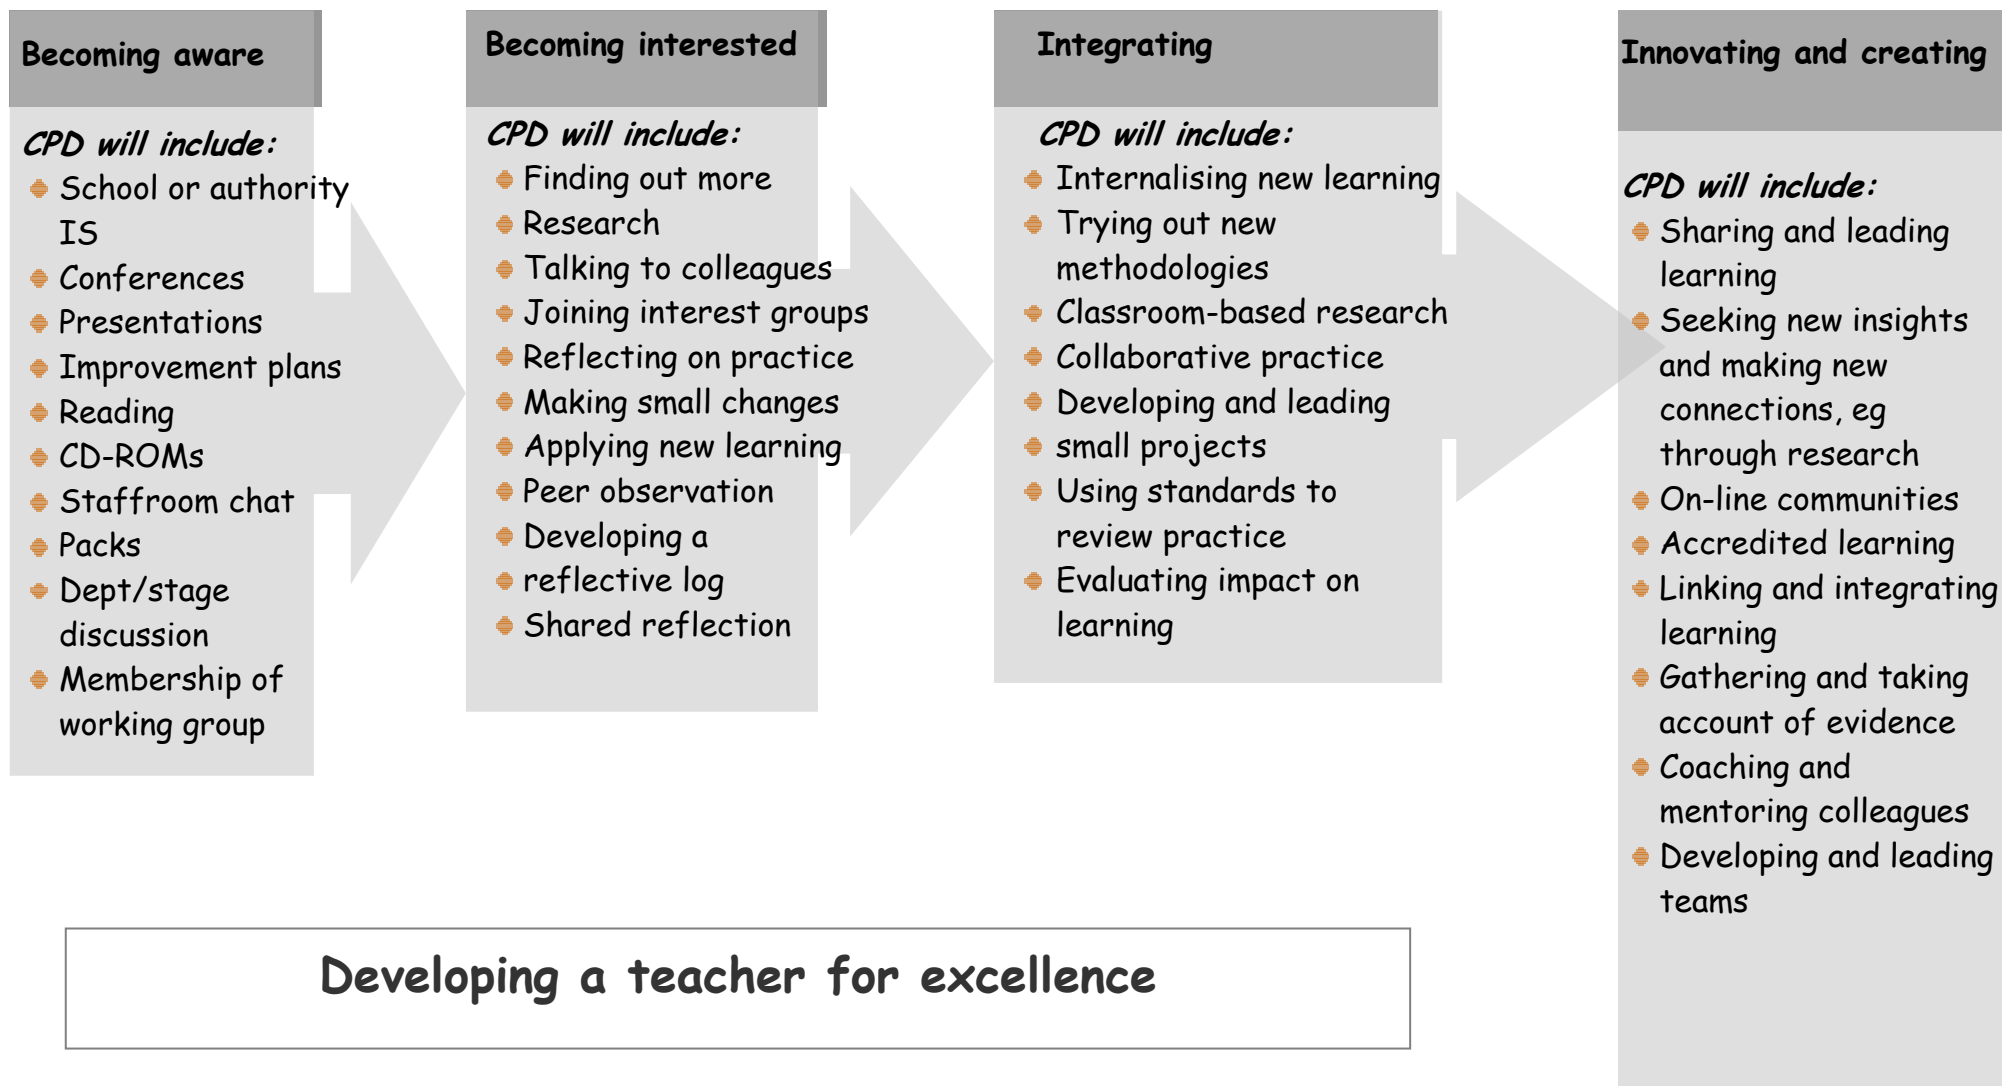 Becoming aware
CPD will include:
School or authority
IS
Conferences
Presentations
Improvement plans
Reading
CD-ROMs
Staffroom chat
Packs
Dept/stage
discussion
Membership of
working group
Becoming interested
CPD will include:
Finding out more
Research
Talking to colleagues
Joining interest groups
Reflecting on practice
Making small changes
Applying new learning
Peer observation
Developing a
reflective log
Shared reflection
Integrating
CPD will include:
Internalising new learning
Trying out new
methodologies
Classroom-based research
Collaborative practice
Developing and leading
small projects
Using standards to
review practice
Evaluating impact on
learning
Innovating and creating
CPD will include:
Sharing and leading
learning
Seeking new insights
and making new
connections, eg
through research
On-line communities
Accredited learning
Linking and integrating
learning
Gathering and taking
account of evidence
Coaching and
mentoring colleagues
Developing and leading
teams
Developing a teacher for excellence